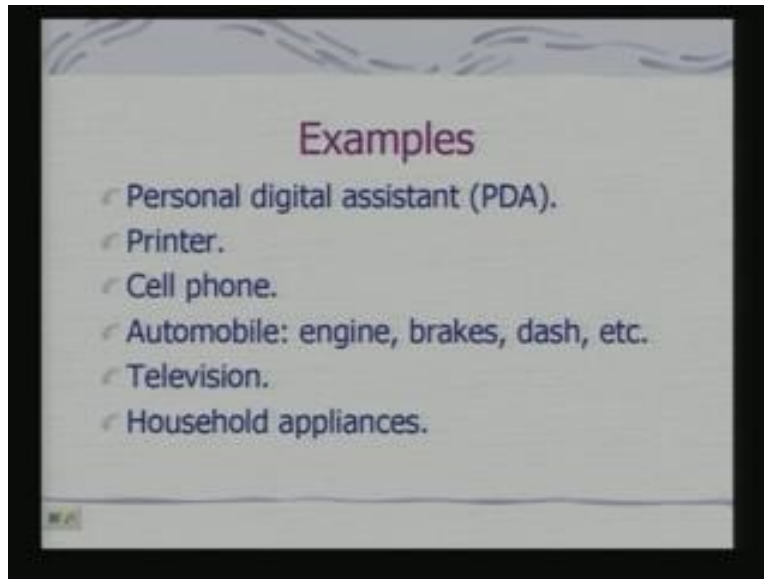 Examples
Personal digital assistant (PDA).
Printer.
Cell phone.
Automobile: engine, brakes, dash, etc.
Television.
Household appliances.